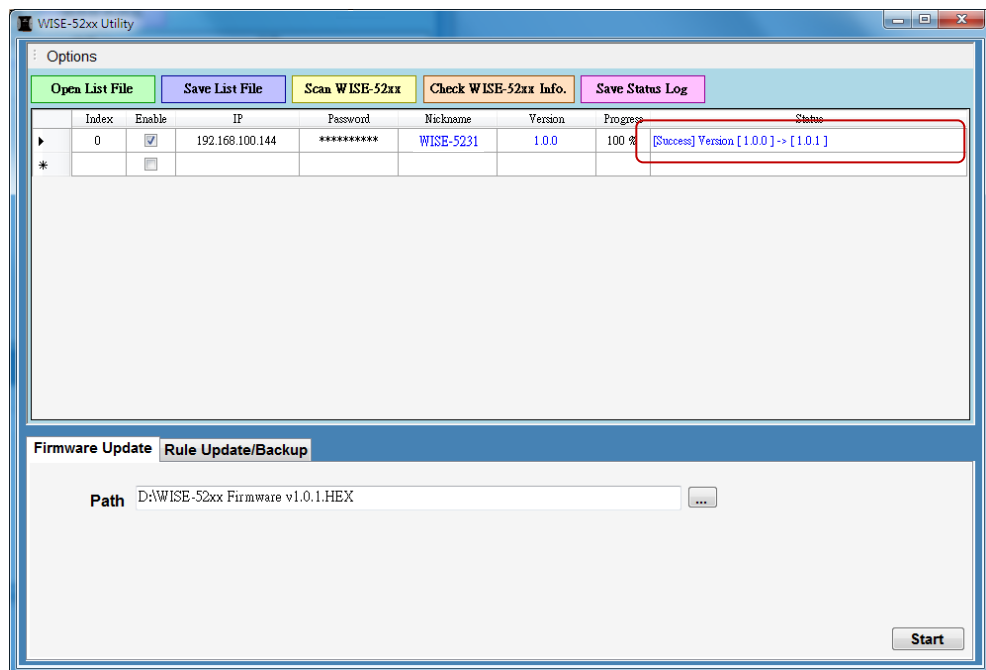 WISE-52xx Utility
Options
Open List File Save List File Scan WISE-52xx Check WISE-52xx Info. Save Status Log
Index Enable IP Password Nickname Version Progress Status
0 192.168.100.144 ********** WISE-5231 1.0.0 100 % [Success] Version [ 1.0.0 ] -> [ 1.0.1 ]
Firmware Update Rule Update/Backup
Path D:\WISE-52xx Firmware v1.0.1.HEX ...
Start